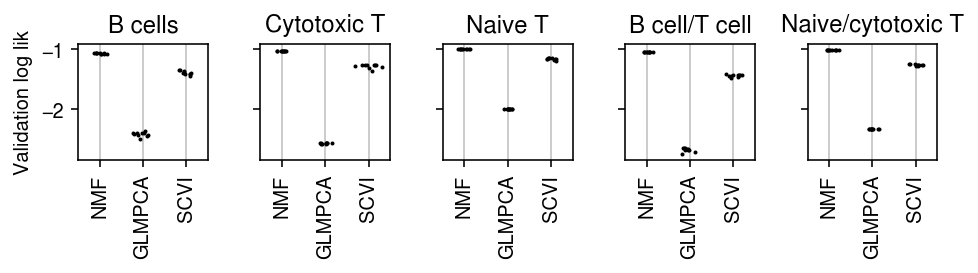 B cells
Cytotoxic T
Naive T
B cell/T cell
Naive/cytotoxic T
Validation log lik
−1
−2
NMF
GLMPCA
SCVI
NMF
GLMPCA
SCVI
NMF
GLMPCA
SCVI
NMF
GLMPCA
SCVI
NMF
GLMPCA
SCVI